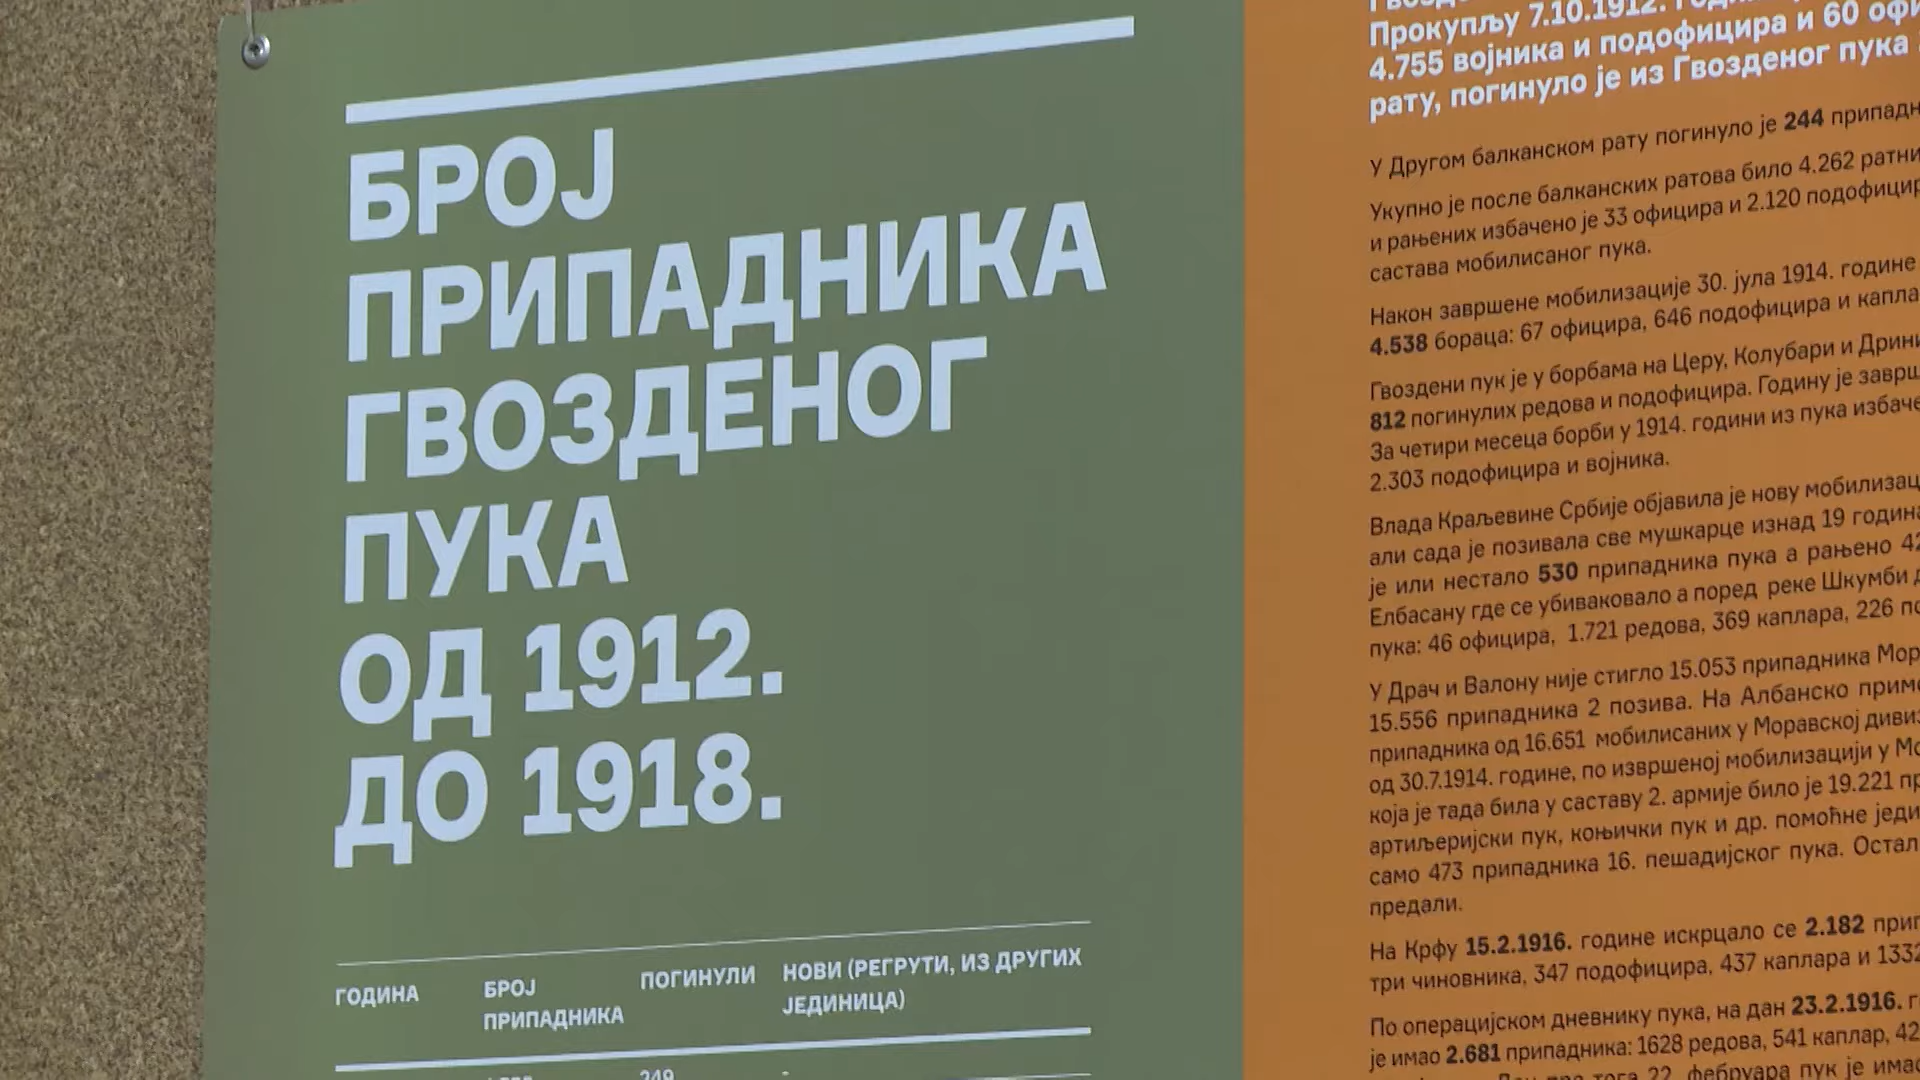 БРОЈ
ПРИПАДНИКА
ГВОЗДЕНОГ
ПУКА
ОД 1912.
ДО 1918.
ГОДИНА
БРОЈ
ПРИПАДНИКА
ПОГИНУЛИ
НОВИ (РЕГРУТИ, ИЗ ДРУГИХ
ЈЕДИНИЦА)
249
Прокупљу 7.10.1912.
4.755 војника и подофицира и 60
рату, погинуло је из Гвозденог пука
У Другом балканском рату погинуло је 244
Укупно је после балканских ратова било 4.262
и рањених избачено је 33 официра и 2.120
састава мобилисаног пука.
Након завршене мобилизације 30. јула 1914. године
4.538 бораца: 67 официра, 646 подофицира и
Гвоздени пук је у борбама на Церу, Колубари и
812 погинулих редова и подофицира. Годину је
За четири месеца борби у 1914. години из пука
2.303 подофицира и војника.
Влада Краљевине Србије објавила је нову
али сада је позивала све мушкарце изнад 19
је или нестало 530 припадника пука а рањено
Елбасану где се убиваковало а поред реке Шкумби
пука: 46 официра, 1.721 редова, 369 каплара, 226
У Драч и Валону није стигло 15.053 припадника
15.556 припадника 2 позива. На Албанско
припадника од 16.651 мобилисаних у Моравској
од 30.7.1914. године, по извршеној мобилизацији у
која је тада била у саставу 2. армије било је 19.221
артиљеријски пук, коњички пук и др. помоћне
само 473 припадника 16. пешадијског пука.
предали.
На Крфу 15.2.1916. године искрцало се 2.182
три чиновника, 347 подофицира, 437 каплара и
По операцијском дневнику пука, на дан 23.2.1916.
је имао 2.681 припадника: 1628 редова, 541 каплар,
тога 22. фебруара пук је